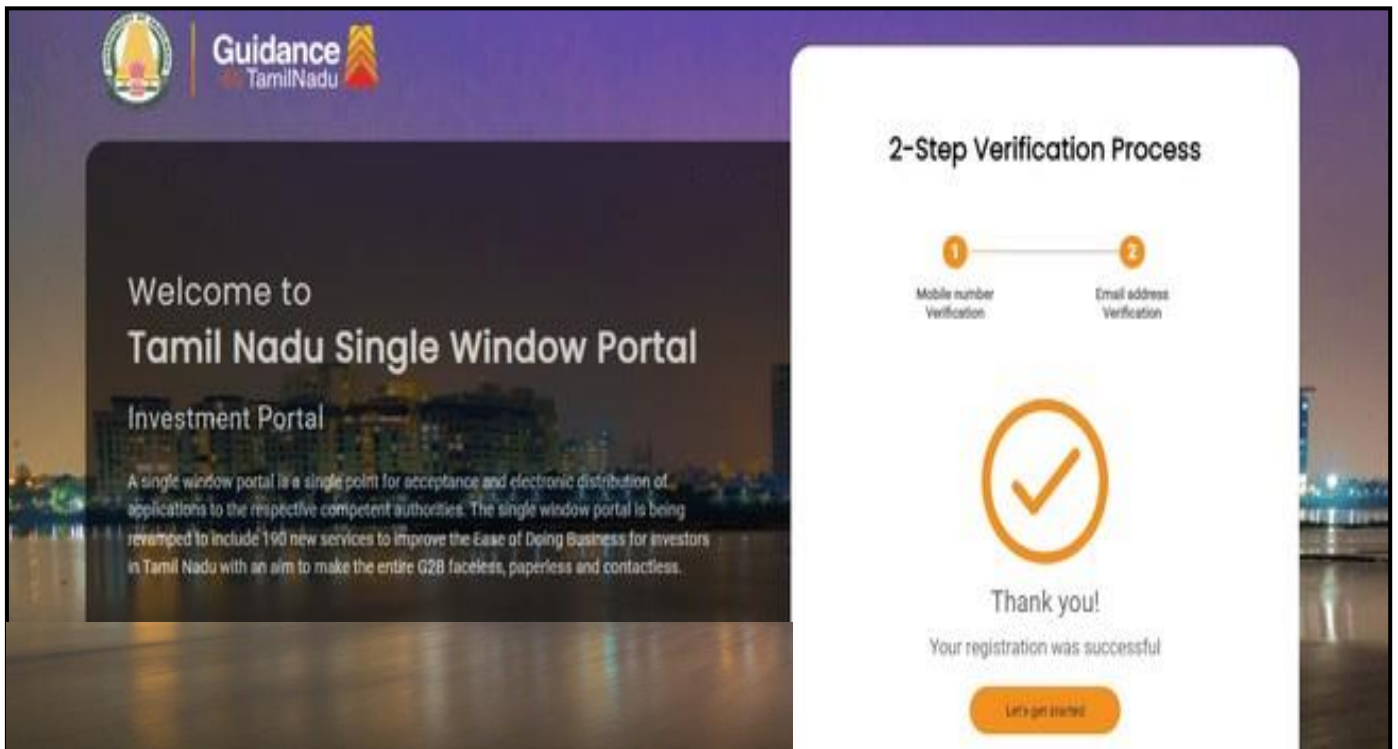 Guidance
TamilNadu
Welcome to
Tamil Nadu Single Window Portal
Investment Portal
A single window portal is a single point for acceptance and electronic distribution of
applications to the respective competent authorities. The single window portal is being
revamped to include 190 new services to improve the Ease of Doing Business for investors
in Tamil Nadu with an aim to make the entire G2B faceless, paperless and contactless.
2-Step Verification Process
1
2
Mobile number
Verification
Email address
Verification
Thank you!
Your registration was successful
Let's get started